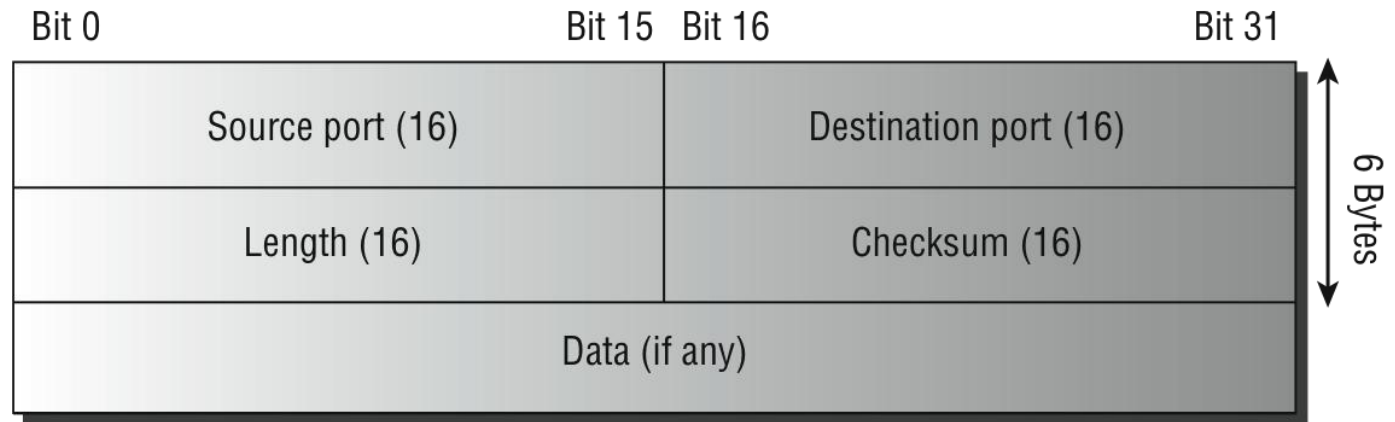 Bit 0 Bit 15 Bit 16 Bit 31
Source port (16) Destination port (16)
Length (16) Checksum (16)
Data (if any)
6 Bytes